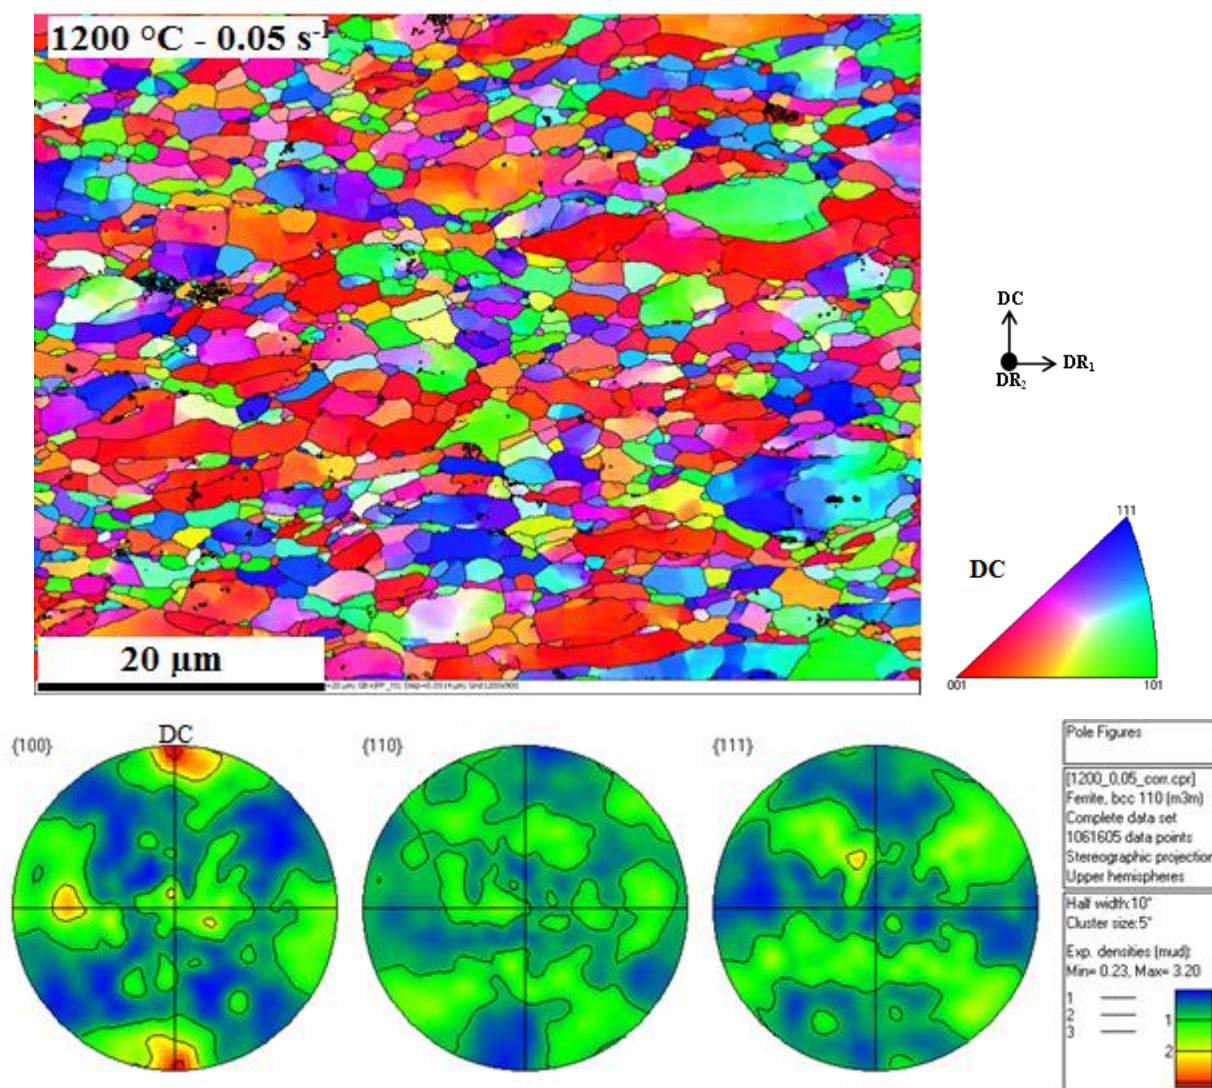 1200 °C - 0.05 s-1
DC
DR1
DR2
111
DC
001
101
20 µm
DC
{100}
{110}
{111}
Pole Figures
[1200_0,05_corr.cpr]
Ferrite, bcc 110 (m3m)
Complete data set
1061605 data points
Stereographic projection
Upper hemispheres
Half width:10°
Cluster size:5°
Exp. densities (mud):
Min= 0.23, Max= 3.20
1
2
3
1
2